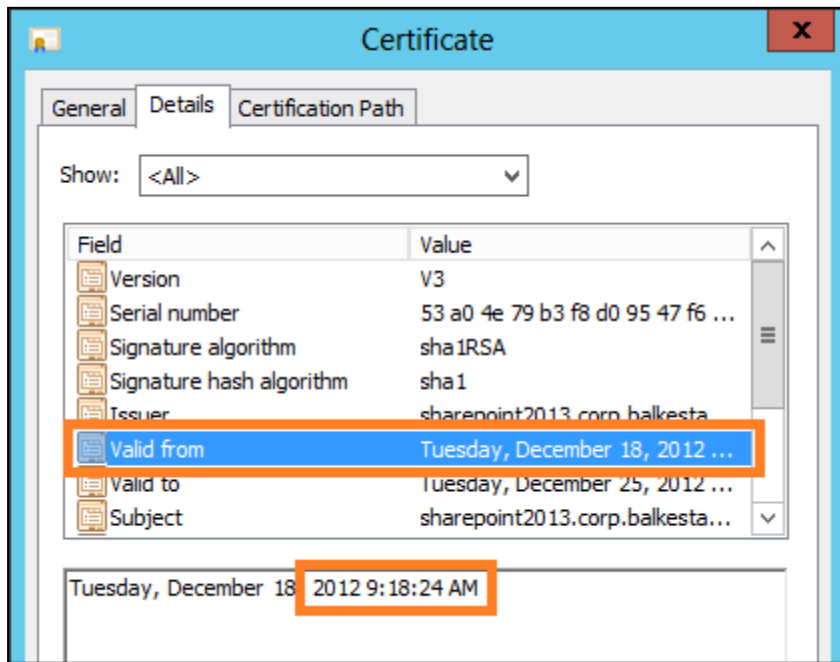 Certificate
x
General Details Certification Path
Show: <All>
Field Value
Version V3
Serial number 53 a0 4e 79 b3 f8 d0 95 47 f6 ...
Signature algorithm sha1RSA
Signature hash algorithm sha1
Issuer sharepoint2013.corp.balkesta
Valid from Tuesday, December 18, 2012 ...
Valid to Tuesday, December 25, 2012 ...
Subject sharepoint2013.corp.balkesta...
Tuesday, December 18 2012 9:18:24 AM